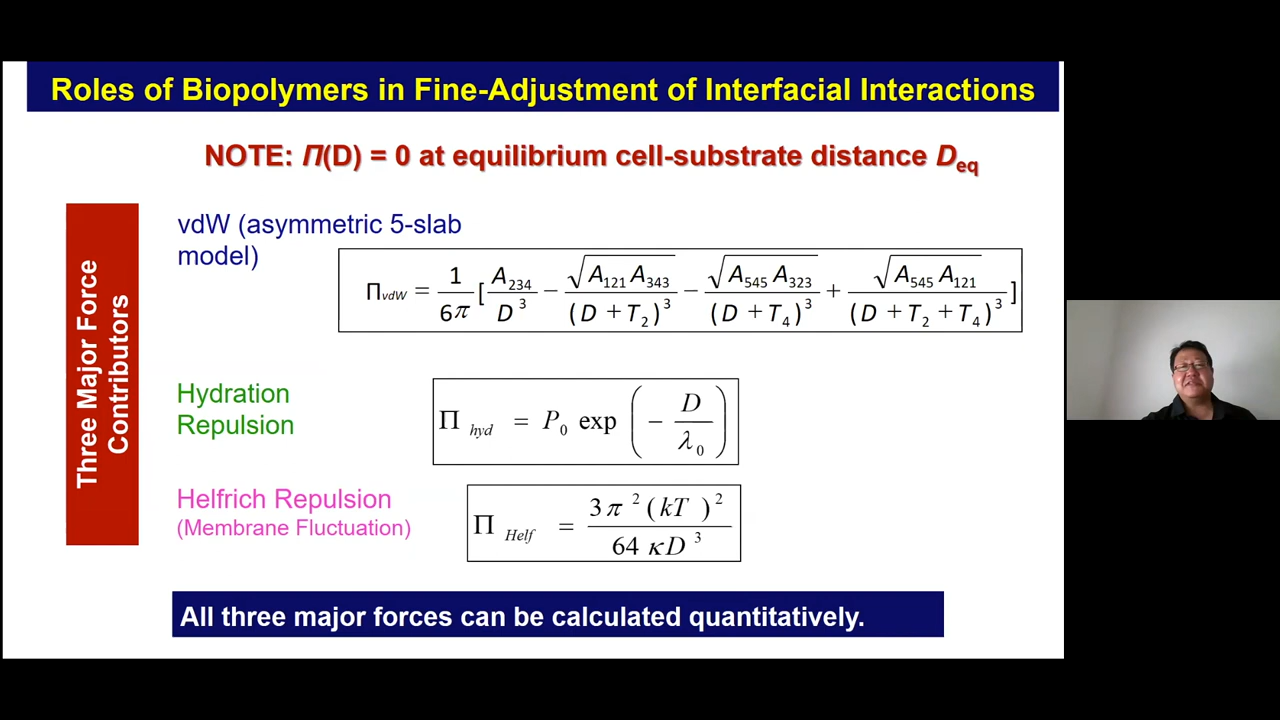 Roles of Biopolymers in Fine-Adjustment of Interfacial Interactions
NOTE: Π(D) = 0 at equilibrium cell-substrate distance D_eq
Three Major Force
Contributors
vdW (asymmetric 5-slab
model)
Π_vdW = 1/6π [A_234/D^3 − √(A_121 A_343)/(D + T_2)^3 − √(A_545 A_323)/(D + T_4)^3 + √(A_545 A_121)/(D + T_2 + T_4)^3]
Hydration
Repulsion
Π_hyd = P_0 exp(− D/λ_0)
Helfrich Repulsion
(Membrane Fluctuation)
Π_Helf = 3π^2(kT)^2/64κD^3
All three major forces can be calculated quantitatively.